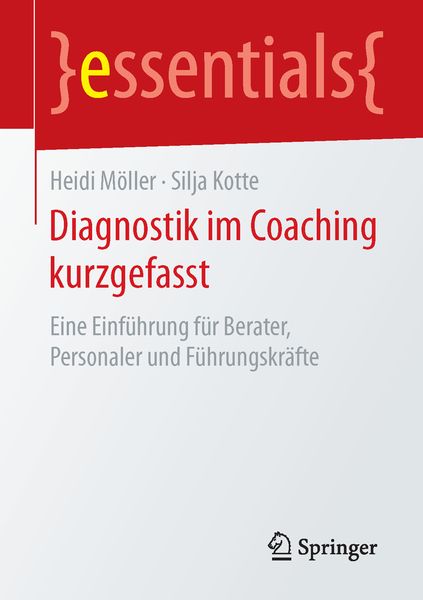 }essentials{
Heidi Möller · Silja Kotte
Diagnostik im Coaching
kurzgefasst
Eine Einführung für Berater,
Personaler und Führungskräfte
Springer